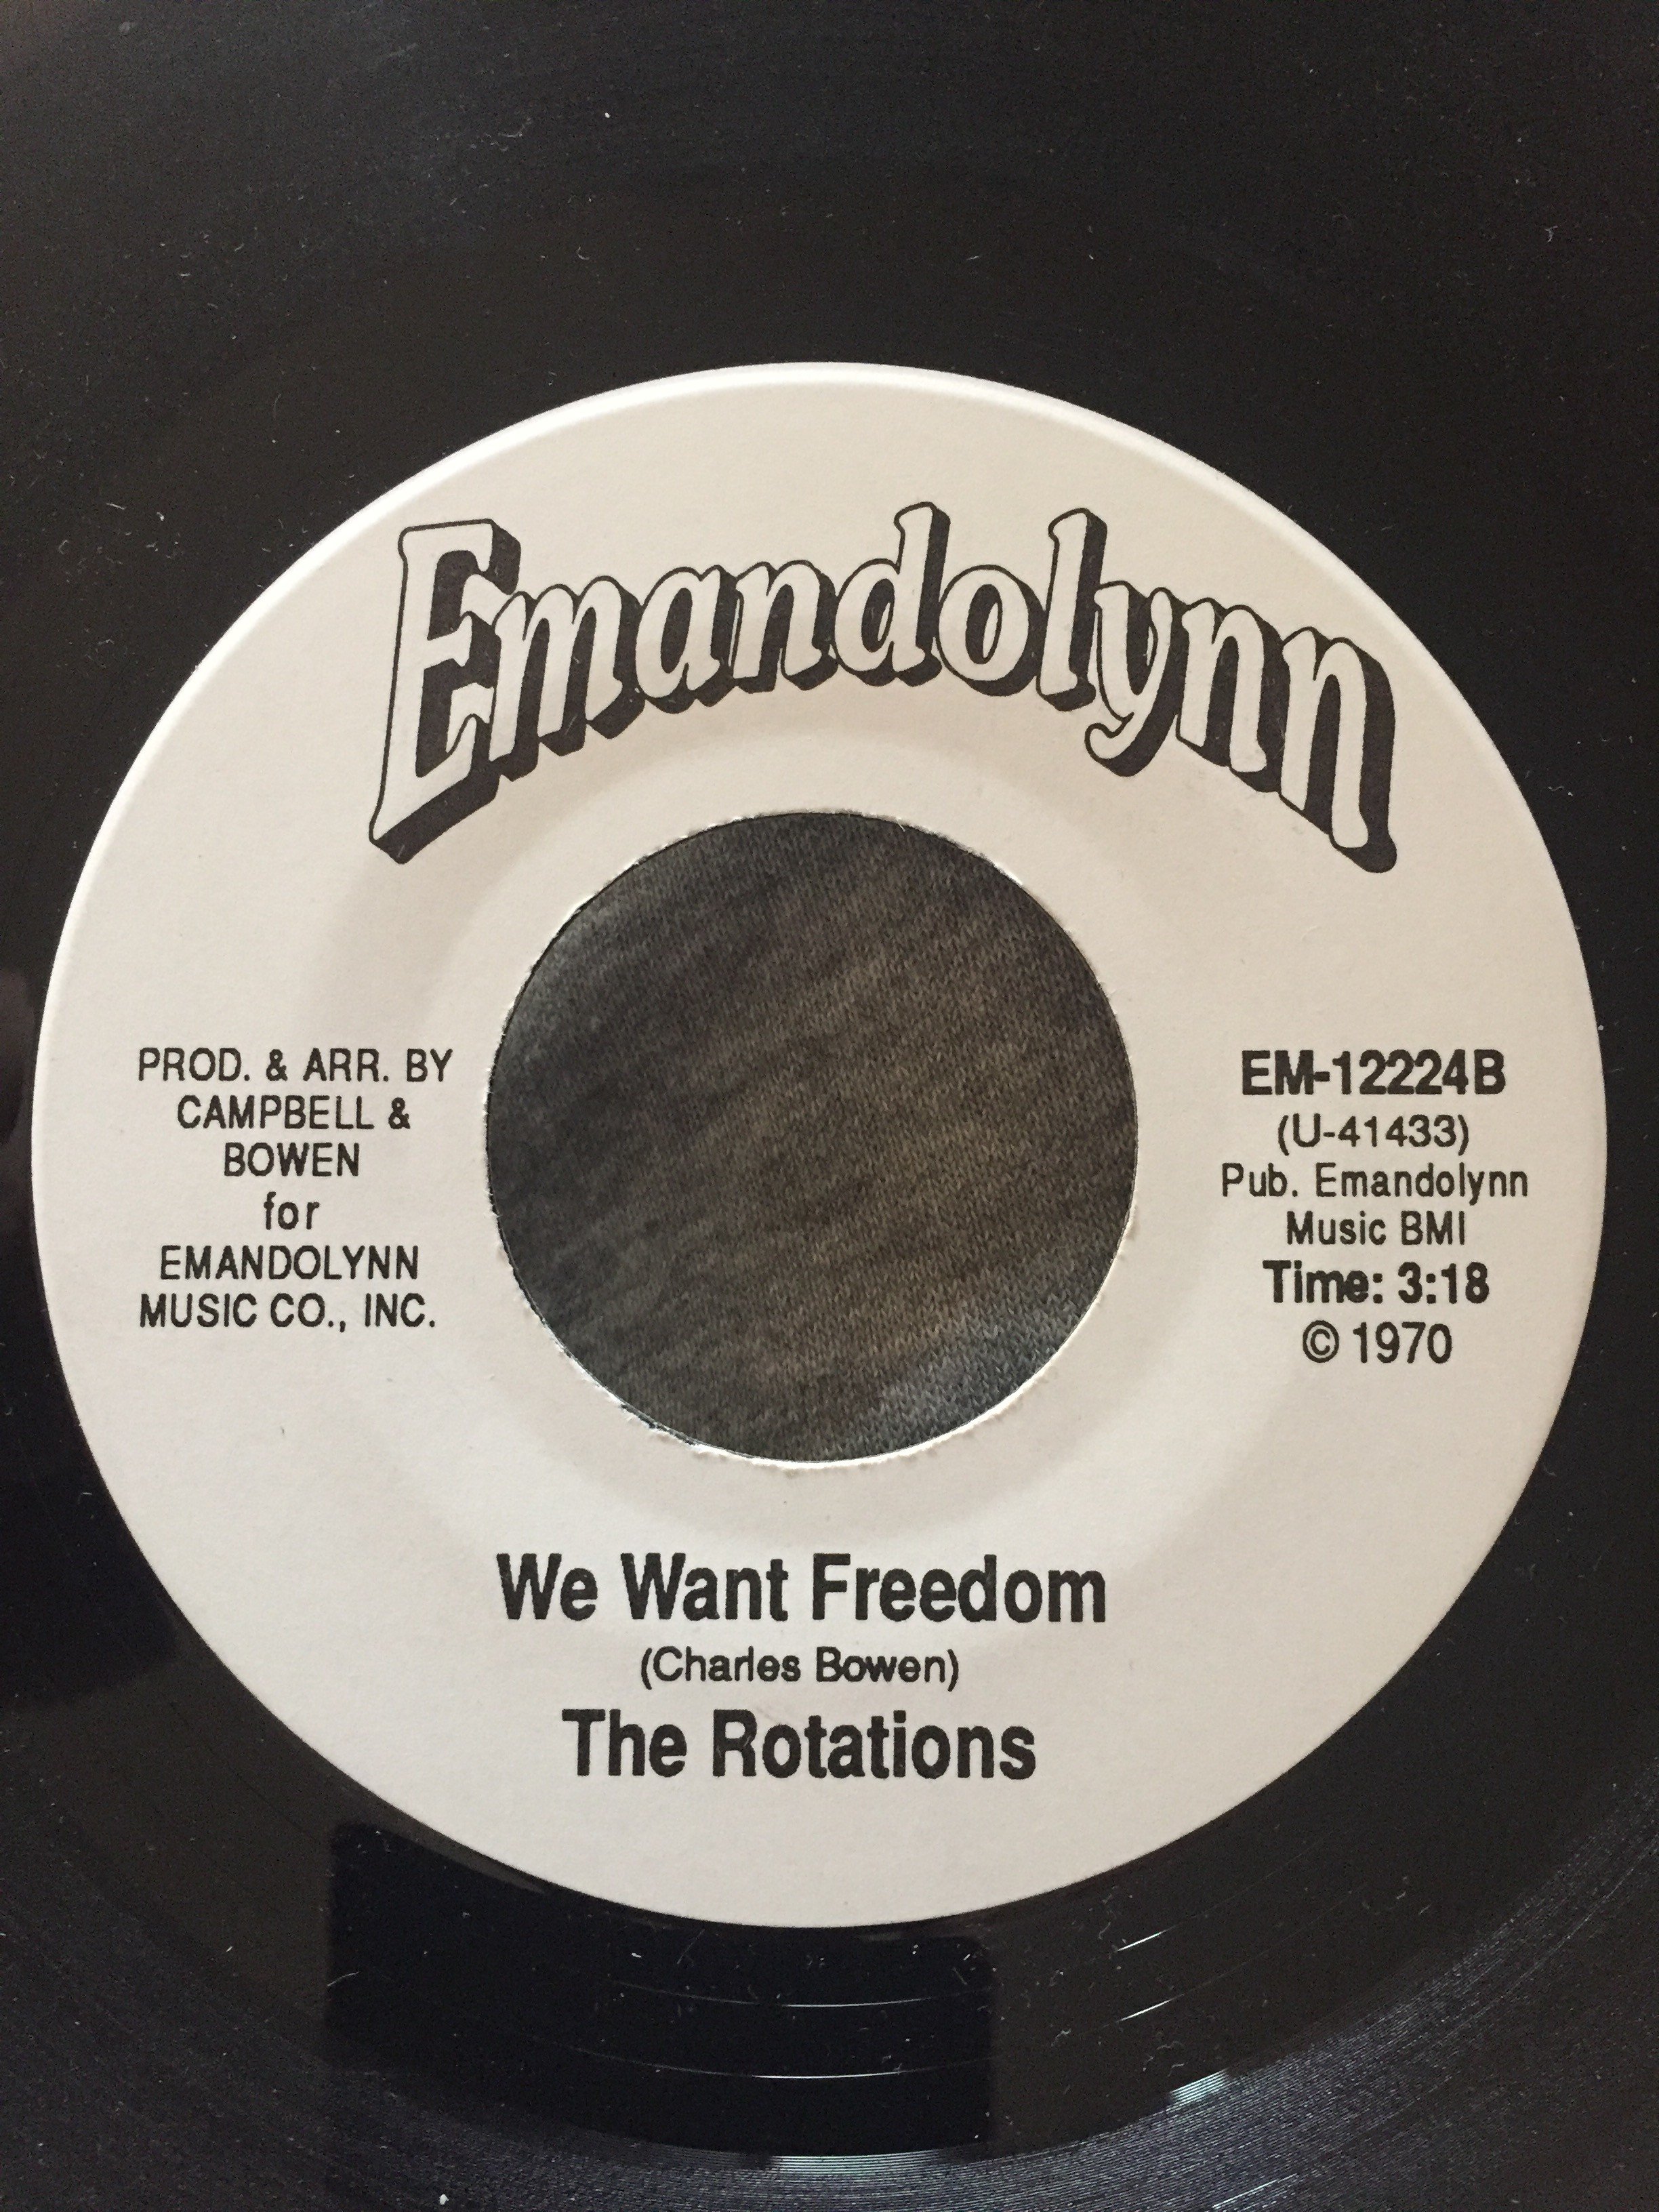 Emandolynn
PROD. & ARR. BY
CAMPBELL &
BOWEN
for
EMANDOLYNN
MUSIC CO., INC.
EM-12224B
(U-41433)
Pub. Emandolynn
Music BMI
Time: 3:18
© 1970
We Want Freedom
(Charles Bowen)
The Rotations